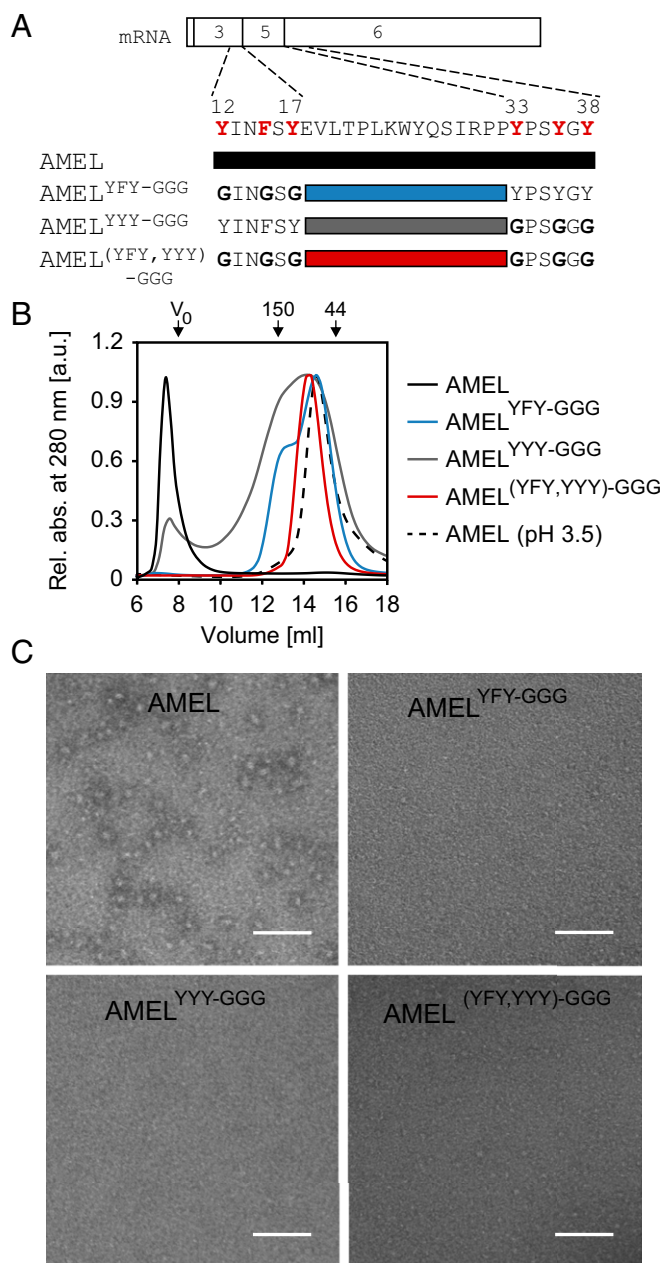 A
mRNA 3 5 6
12 17 33 38
YINFSYEVLTPLKWYQSIRPPYPSYGY
AMEL
AMEL YFY-GGG GINGSG YPSYGY
AMEL YYY-GGG YINFSY GPSGGG
AMEL (YFY,YYY) -GGG GINGSG GPSGGG
B
V0 150 44
1.2
0.9
0.6
0.3
0
6 8 10 12 14 16 18
Rel. abs. at 280 nm [a.u.]
Volume [ml]
AMEL
AMEL YFY-GGG
AMEL YYY-GGG
AMEL (YFY,YYY)-GGG
AMEL (pH 3.5)
C
AMEL
AMEL YFY-GGG
AMEL YYY-GGG
AMEL (YFY,YYY)-GGG